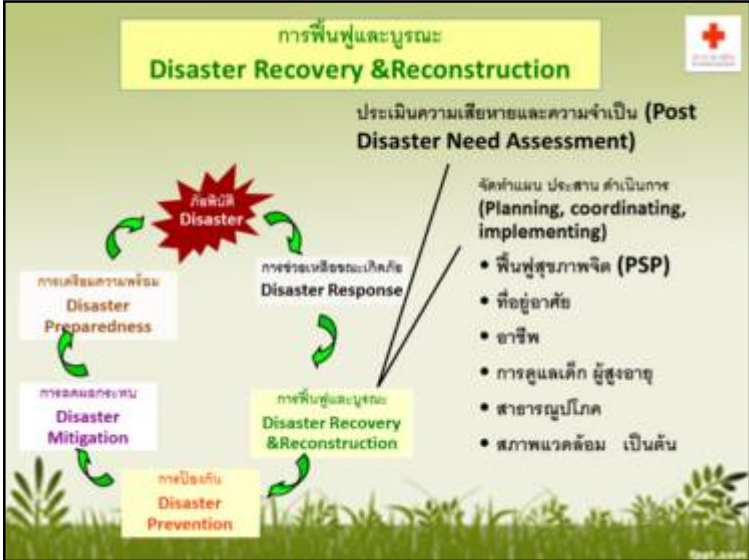 การฟื้นฟูและบูรณะ
Disaster Recovery &Reconstruction
ประเมินความเสียหายและความจำเป็น (Post
Disaster Need Assessment)
จัดทำแผน ประสาน ดำเนินการ
(Planning, coordinating,
implementing)
• ฟื้นฟูสุขภาพจิต (PSP)
• ที่อยู่อาศัย
• อาชีพ
• การดูแลเด็ก ผู้สูงอายุ
• สาธารณูปโภค
• สภาพแวดล้อม เป็นต้น
ภัยพิบัติ
Disaster
การช่วยเหลือขณะเกิดภัย
Disaster Response
การฟื้นฟูและบูรณะ
Disaster Recovery
&Reconstruction
การป้องกัน
Disaster
Prevention
การลดผลกระทบ
Disaster
Mitigation
การเตรียมความพร้อม
Disaster
Preparedness
fppt.com